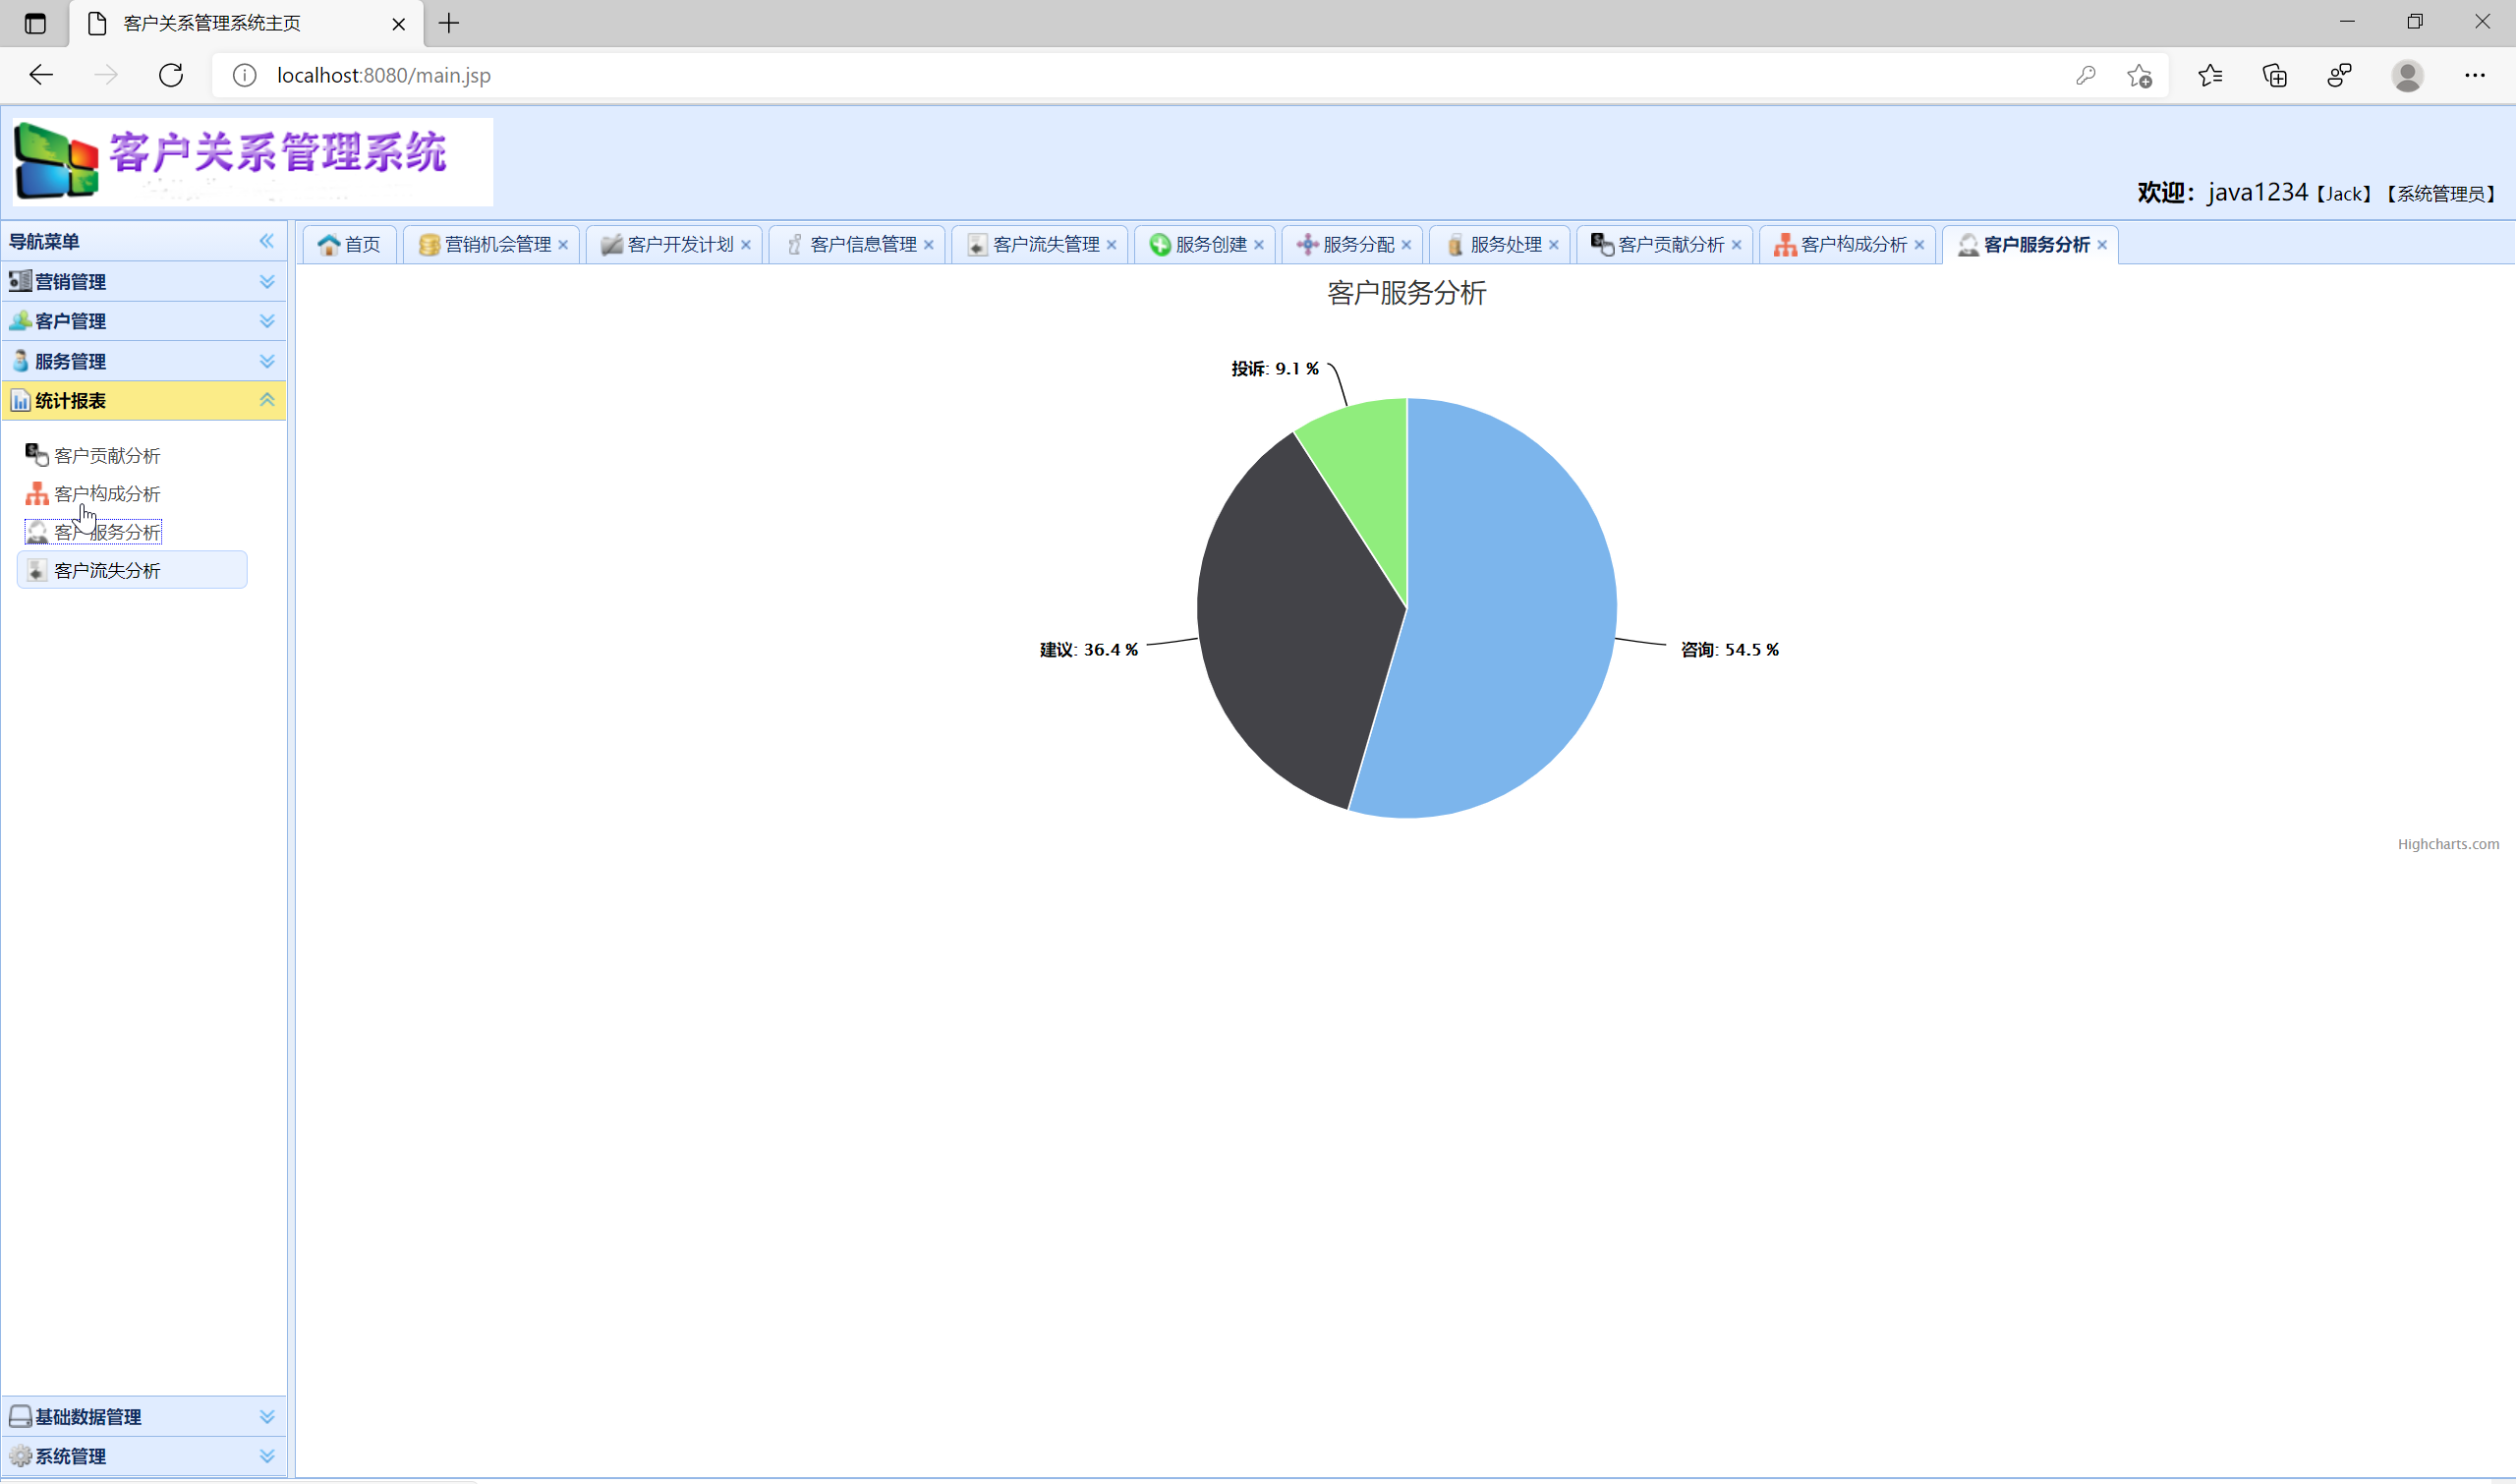 客户关系管理系统主页
localhost:8080/main.jsp
客户关系管理系统
欢迎：java1234【Jack】【系统管理员】
导航菜单
首页 营销机会管理 客户开发计划 客户信息管理 客户流失管理 服务创建 服务分配 服务处理 客户贡献分析 客户构成分析 客户服务分析
营销管理
客户管理
服务管理
统计报表
客户贡献分析
客户构成分析
客户服务分析
客户流失分析
基础数据管理
系统管理
客户服务分析
投诉: 9.1 %
建议: 36.4 %
咨询: 54.5 %
Highcharts.com